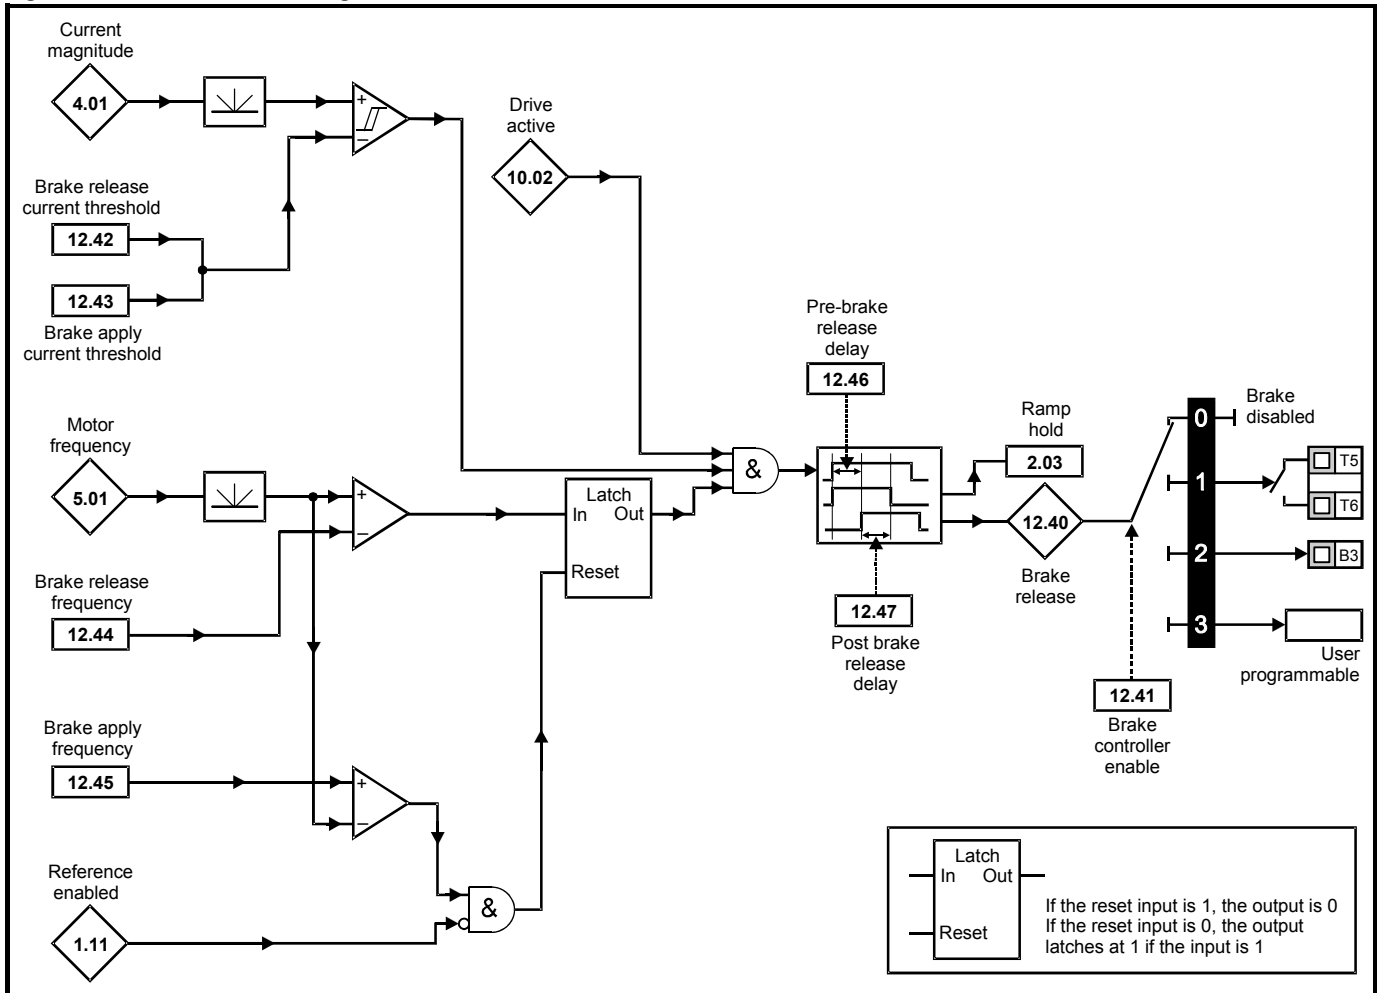 Current
magnitude
4.01
+
−
Brake release
current threshold
12.42
12.43
Brake apply
current threshold
Drive
active
10.02
Motor
frequency
5.01
+
−
Brake release
frequency
12.44
Latch
In Out
Reset
&
Pre-brake
release
delay
12.46
12.47
Post brake
release
delay
Ramp
hold
2.03
12.40
Brake
release
0
Brake
disabled
1
T5
T6
2
B3
3
User
programmable
12.41
Brake
controller
enable
Brake apply
frequency
12.45
+
−
Reference
enabled
1.11
&
Latch
In Out
Reset
If the reset input is 1, the output is 0
If the reset input is 0, the output
latches at 1 if the input is 1